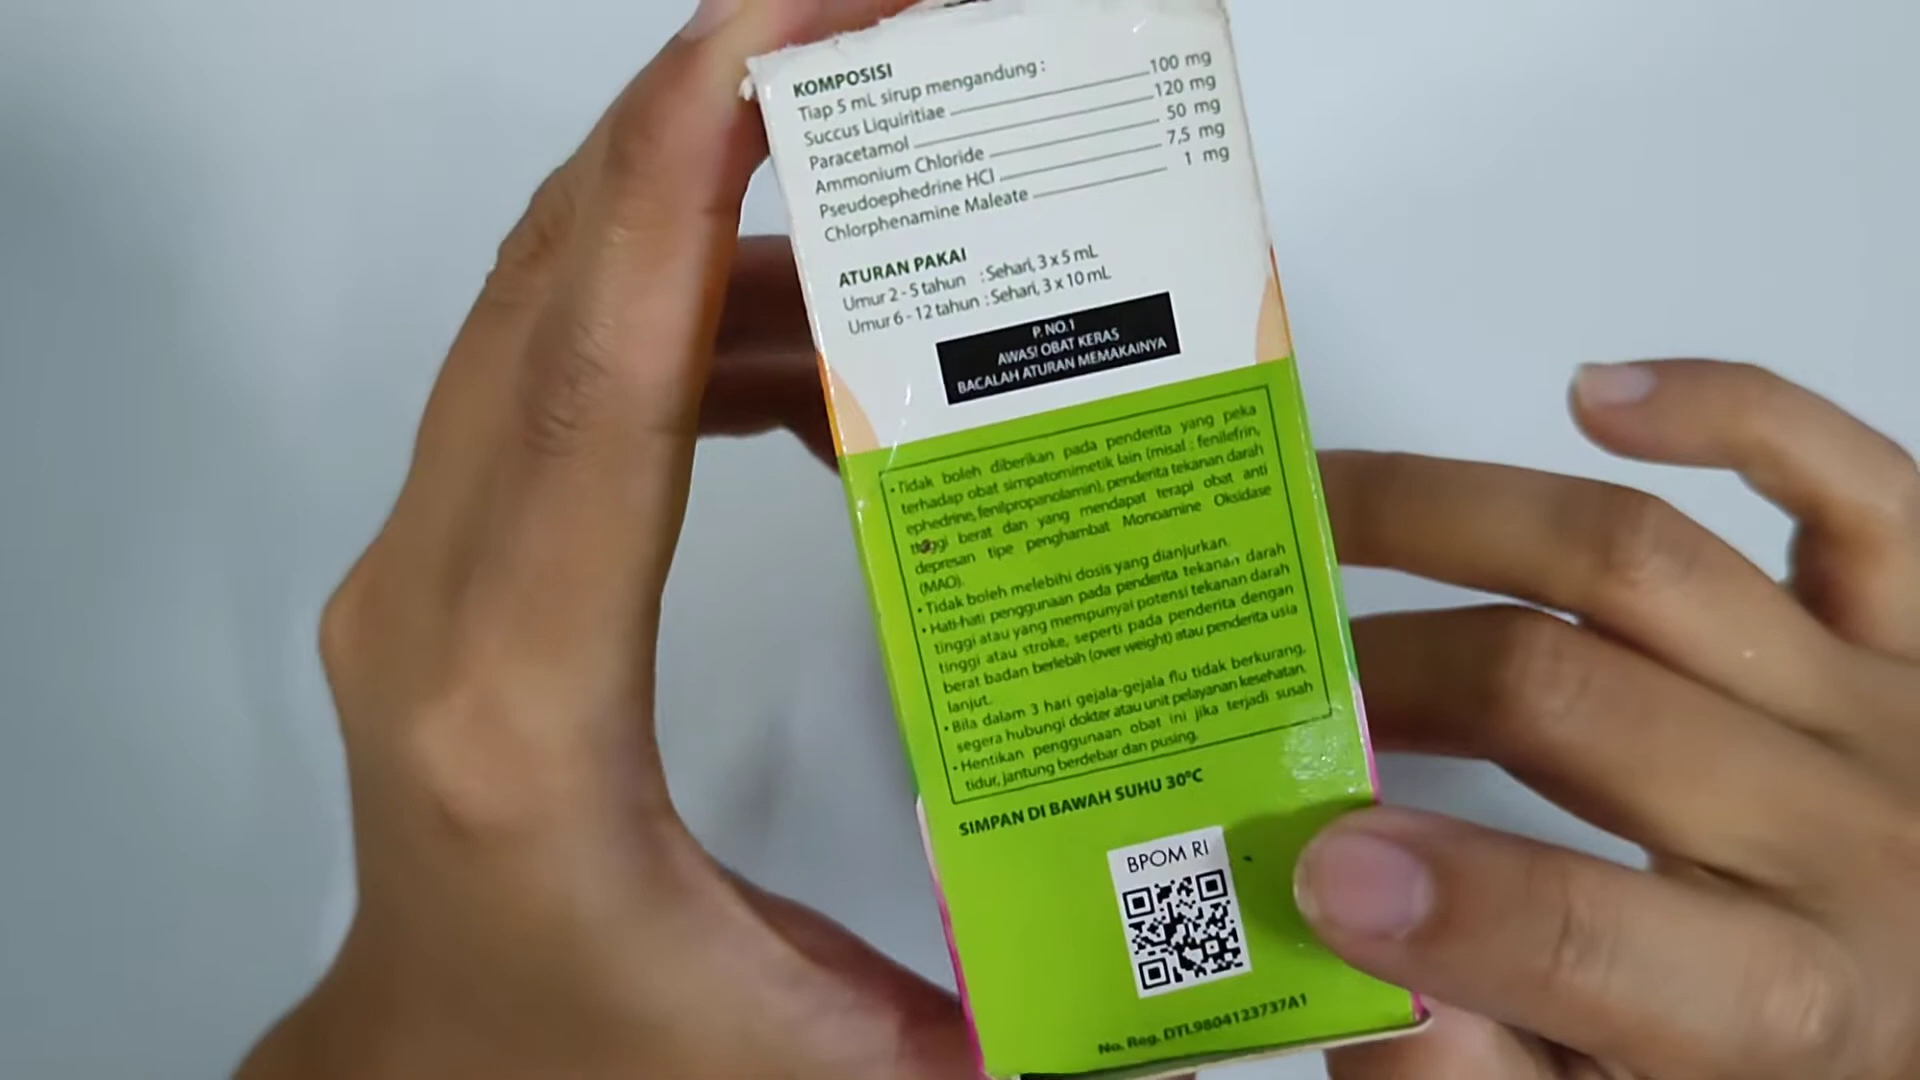 KOMPOSISI
Tiap 5 mL sirup mengandung :
Succus Liquiritiae 100 mg
Paracetamol 120 mg
Ammonium Chloride 50 mg
Pseudoephedrine HCl 7,5 mg
Chlorphenamine Maleate 1 mg
ATURAN PAKAI
Umur 2 - 5 tahun : Sehari, 3 x 5 mL
Umur 6 - 12 tahun : Sehari, 3 x 10 mL
P. NO.1
AWAS! OBAT KERAS
BACALAH ATURAN MEMAKAINYA
• Tidak boleh diberikan pada penderita yang peka
terhadap obat simpatomimetik lain (misal : fenilefrin,
ephedrine, fenilpropanolamin), penderita tekanan darah
tinggi berat dan yang mendapat terapi obat anti
depresan tipe penghambat Monoamine Oksidase
(MAO).
• Tidak boleh melebihi dosis yang dianjurkan.
• Hati-hati penggunaan pada penderita tekanan darah
tinggi atau yang mempunyai potensi tekanan darah
tinggi atau stroke, seperti pada penderita dengan
berat badan berlebih (over weight) atau penderita usia
lanjut.
• Bila dalam 3 hari gejala-gejala flu tidak berkurang,
segera hubungi dokter atau unit pelayanan kesehatan.
• Hentikan penggunaan obat ini jika terjadi susah
tidur, jantung berdebar dan pusing.
SIMPAN DI BAWAH SUHU 30°C
BPOM RI
No. Reg. DTL9804123737A1